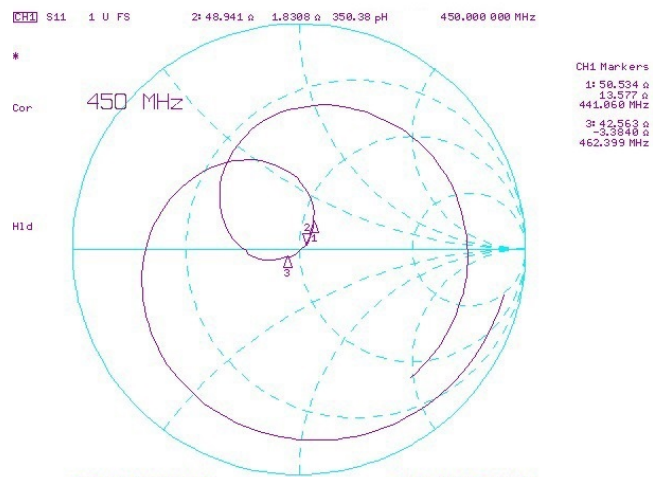 CH1 S11 1 U FS 2: 48.941 Ω 1.8308 Ω 350.38 pH 450.000 000 MHz
*
CH1 Markers
1: 50.534 Ω
13.577 Ω
441.060 MHz
Cor
450 MHz
3: 42.563 Ω
-3.3840 Ω
462.399 MHz
Hld
2
1
3